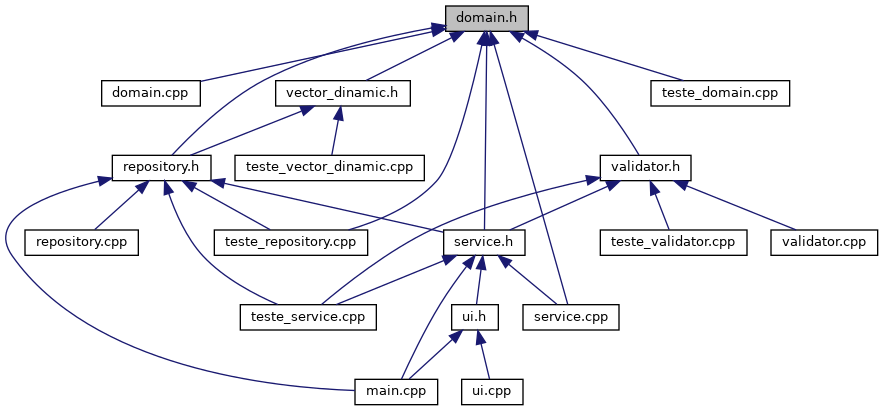 domain.h
domain.cpp
vector_dinamic.h
teste_domain.cpp
repository.h
teste_vector_dinamic.cpp
validator.h
repository.cpp
teste_repository.cpp
service.h
teste_validator.cpp
validator.cpp
teste_service.cpp
ui.h
service.cpp
main.cpp
ui.cpp